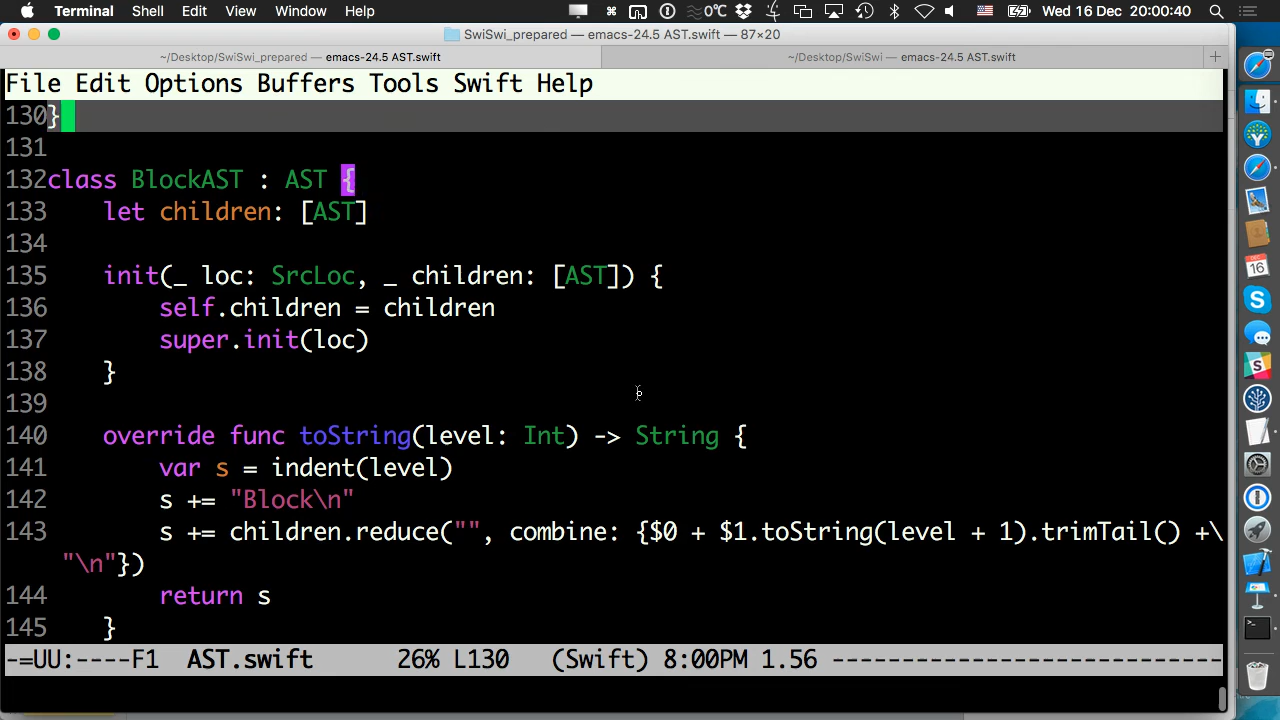 Terminal Shell Edit View Window Help 0℃ Wed 16 Dec 20:00:40
SwiSwi_prepared — emacs-24.5 AST.swift — 87×20
~/Desktop/SwiSwi_prepared — emacs-24.5 AST.swift ~/Desktop/SwiSwi — emacs-24.5 AST.swift
File Edit Options Buffers Tools Swift Help
130}
131
132class BlockAST : AST {
133    let children: [AST]
134
135    init(_ loc: SrcLoc, _ children: [AST]) {
136        self.children = children
137        super.init(loc)
138    }
139
140    override func toString(level: Int) -> String {
141        var s = indent(level)
142        s += "Block\n"
143        s += children.reduce("", combine: {$0 + $1.toString(level + 1).trimTail() +\
"\n"})
144        return s
145    }
-=UU:----F1 AST.swift 26% L130 (Swift) 8:00PM 1.56 ----------------------------